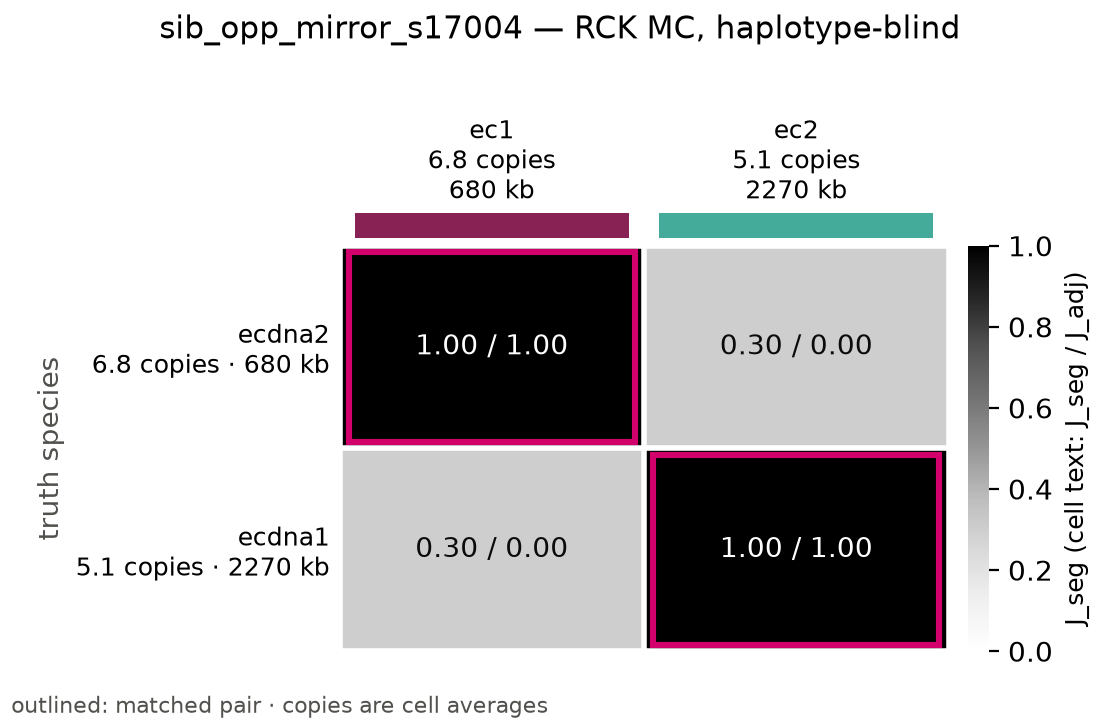 sib_opp_mirror_s17004 — RCK MC, haplotype-blind
ec1
6.8 copies
680 kb
ec2
5.1 copies
2270 kb
truth species
ecdna2
6.8 copies · 680 kb
1.00 / 1.00
0.30 / 0.00
ecdna1
5.1 copies · 2270 kb
0.30 / 0.00
1.00 / 1.00
1.0
0.8
0.6
0.4
0.2
0.0
J_seg (cell text: J_seg / J_adj)
outlined: matched pair · copies are cell averages